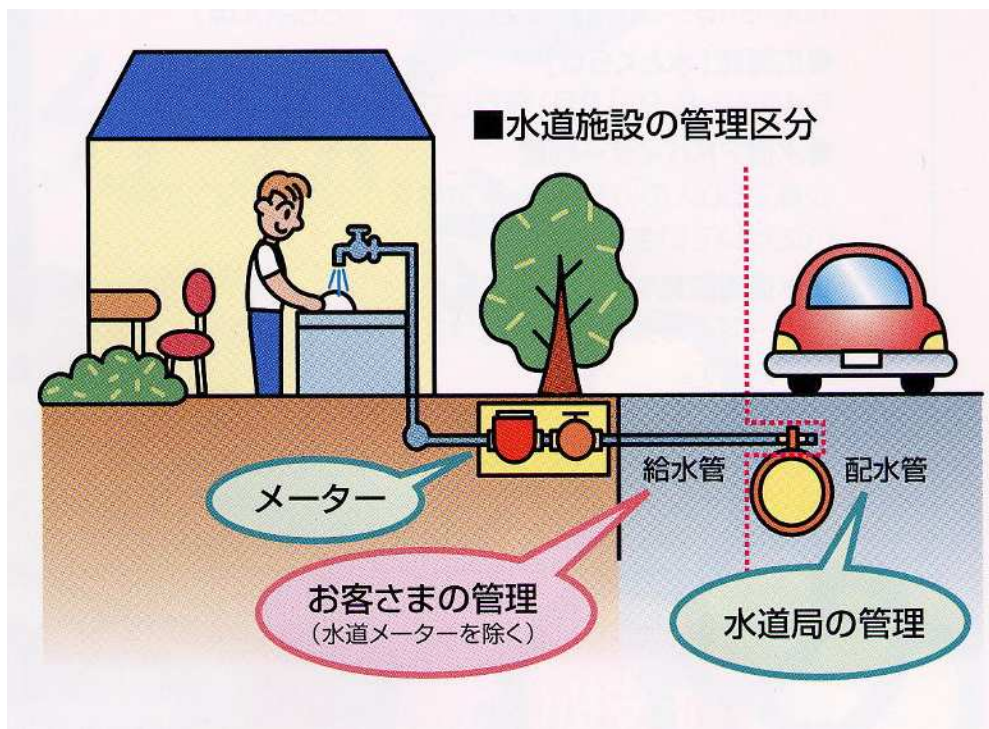 ■水道施設の管理区分
給水管
配水管
メーター
お客さまの管理
（水道メーターを除く）
水道局の管理